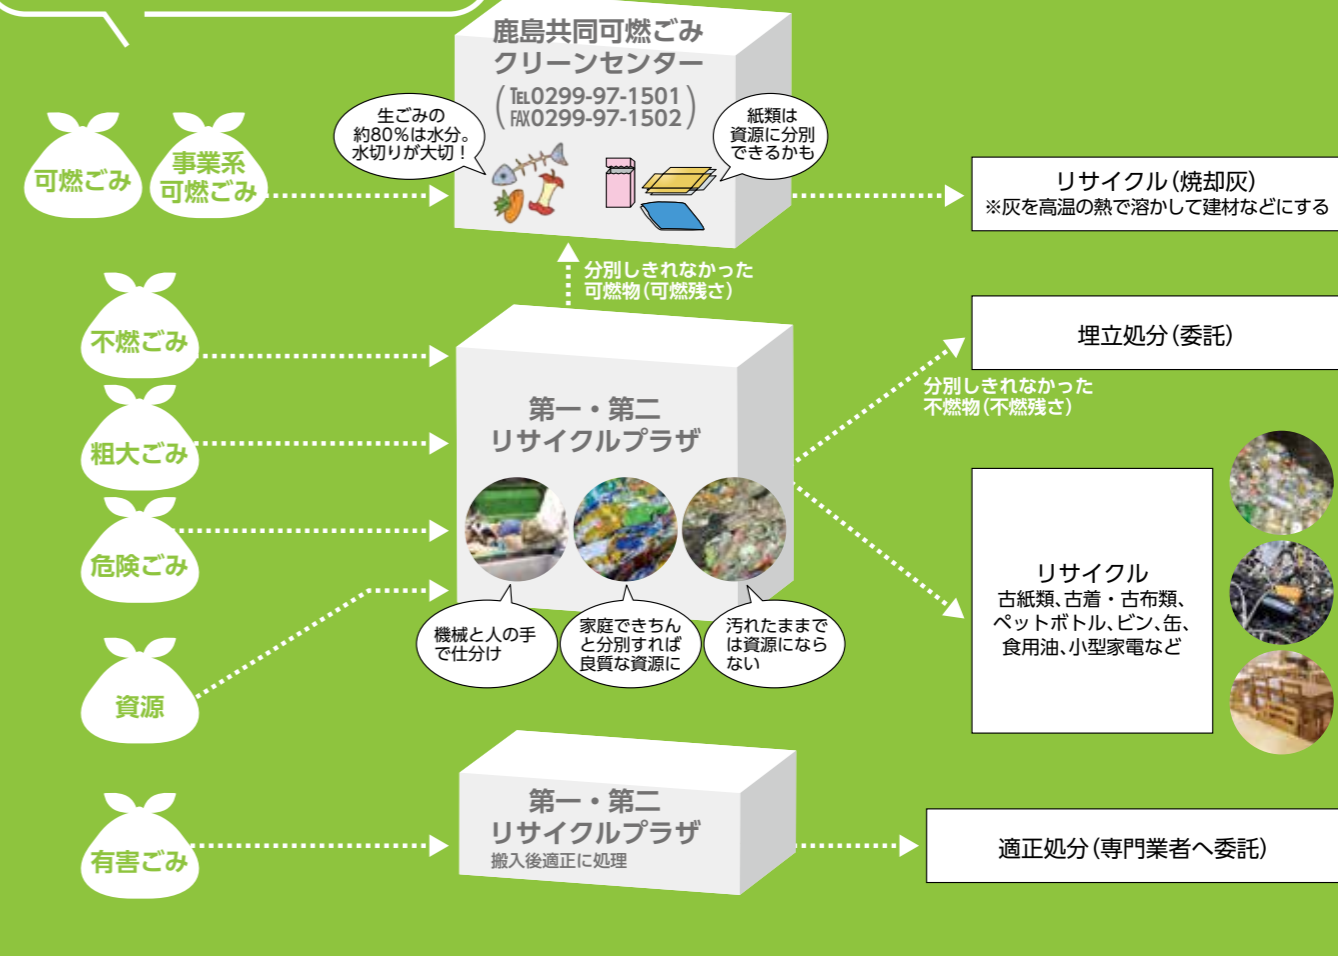 鹿島共同可燃ごみ
クリーンセンター
(TEL0299-97-1501
FAX0299-97-1502)
生ごみの
約80%は水分。
水切りが大切！
紙類は
資源に分別
できるかも
可燃ごみ
事業系
可燃ごみ
リサイクル(焼却灰)
※灰を高温の熱で溶かして建材などにする
分別しきれなかった
可燃物(可燃残さ)
不燃ごみ
粗大ごみ
危険ごみ
資源
第一・第二
リサイクルプラザ
機械と人の手
で仕分け
家庭できちん
と分別すれば
良質な資源に
汚れたままで
は資源になら
ない
埋立処分(委託)
分別しきれなかった
不燃物(不燃残さ)
リサイクル
古紙類、古着・古布類、
ペットボトル、ビン、缶、
食用油、小型家電など
有害ごみ
第一・第二
リサイクルプラザ
搬入後適正に処理
適正処分(専門業者へ委託)